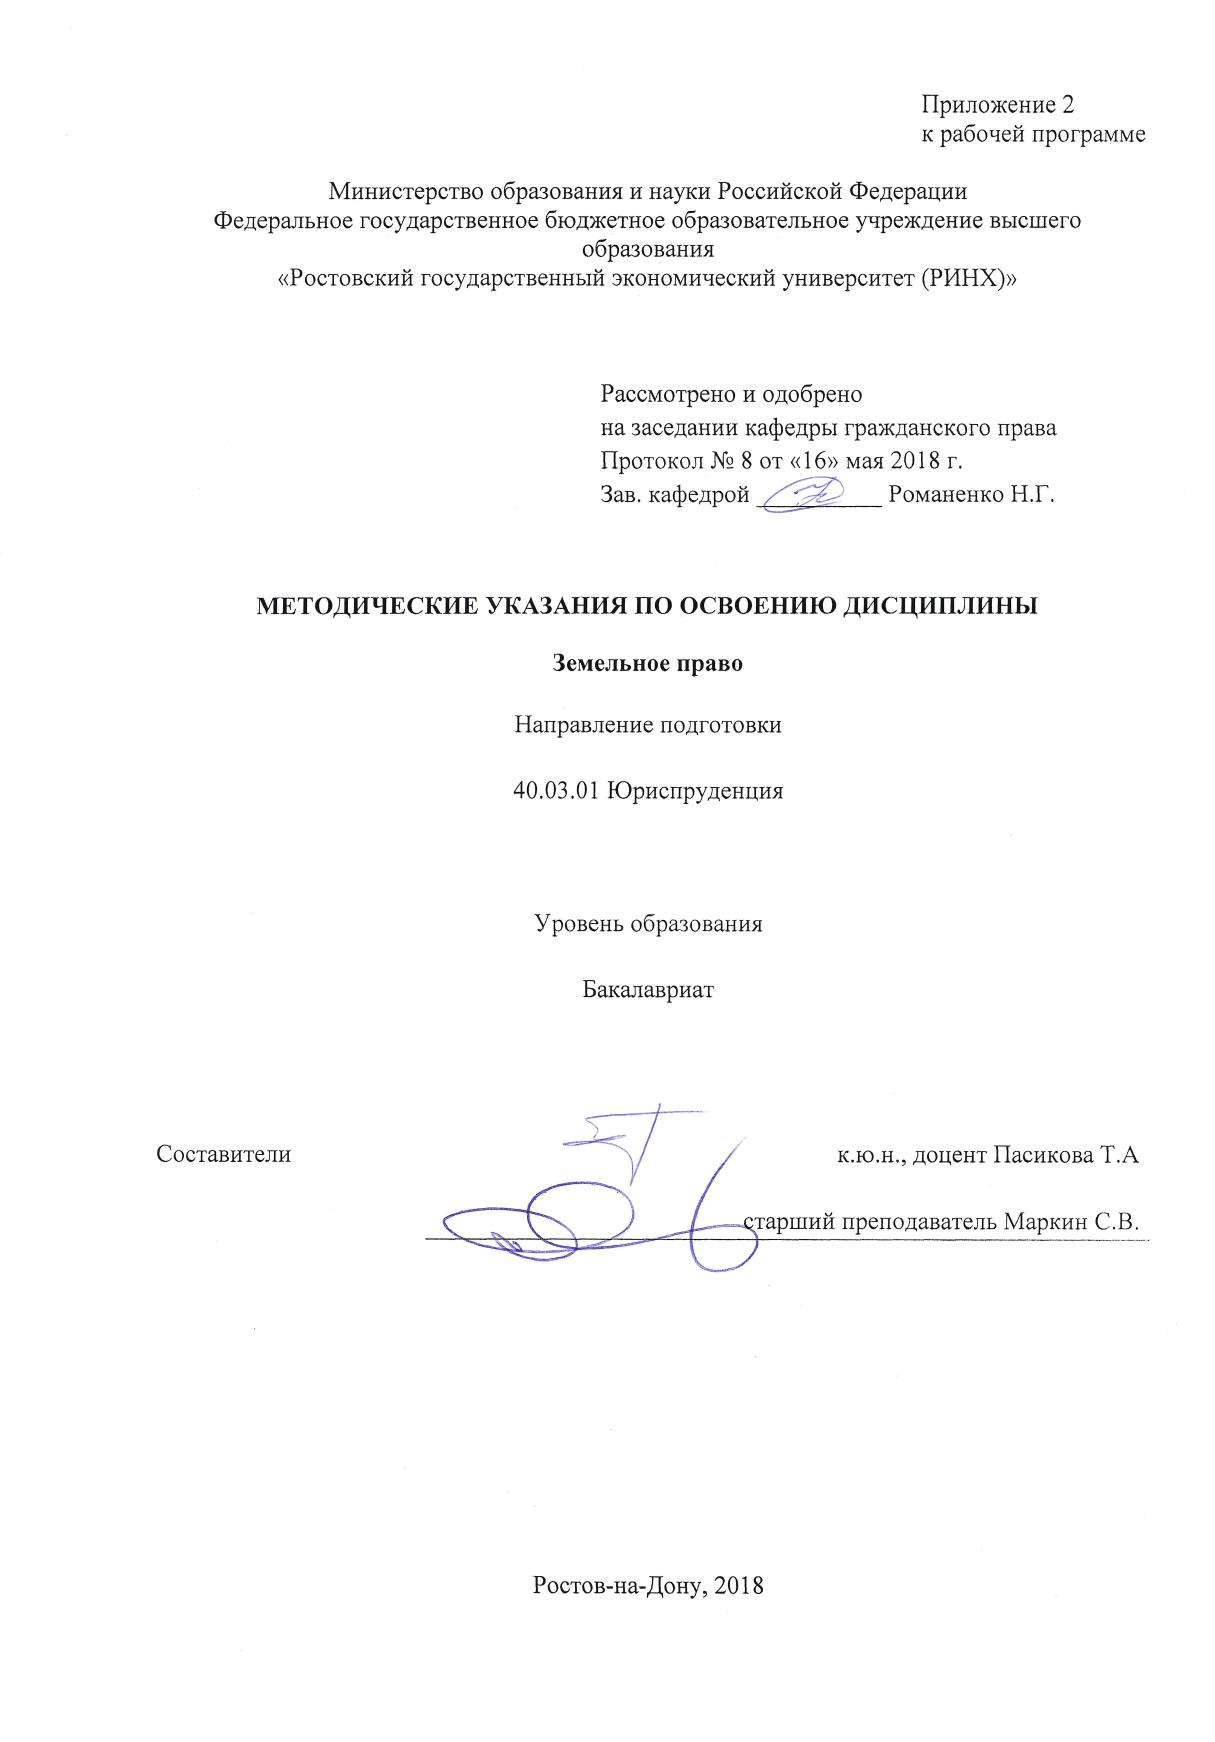 Приложение 2
к рабочей программе
Министерство образования и науки Российской Федерации
Федеральное государственное бюджетное образовательное учреждение высшего
образования
«Ростовский государственный экономический университет (РИНХ)»
Рассмотрено и одобрено
на заседании кафедры гражданского права
Протокол № 8 от «16» мая 2018 г.
Зав. кафедрой __________ Романенко Н.Г.
МЕТОДИЧЕСКИЕ УКАЗАНИЯ ПО ОСВОЕНИЮ ДИСЦИПЛИНЫ
Земельное право
Направление подготовки
40.03.01 Юриспруденция
Уровень образования
Бакалавриат
Составители к.ю.н., доцент Пасикова Т.А
старший преподаватель Маркин С.В.
Ростов-на-Дону, 2018